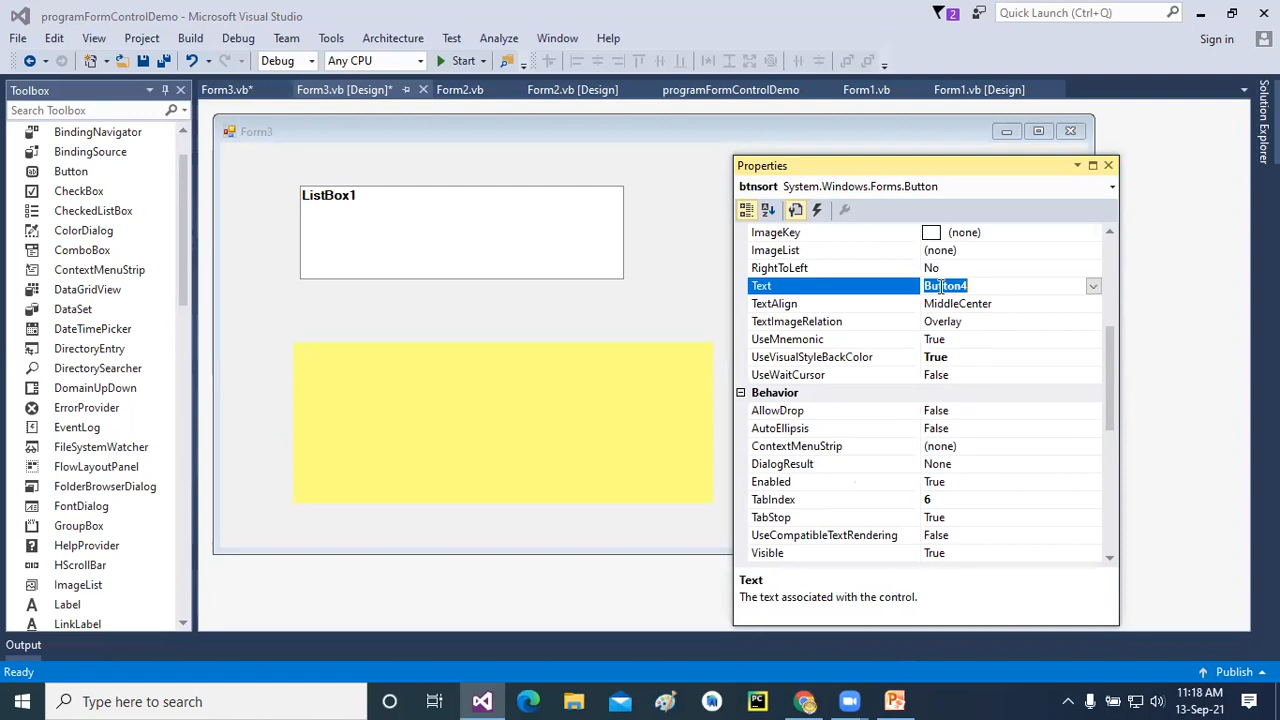 programFormControlDemo - Microsoft Visual Studio
2
Quick Launch (Ctrl+Q)
File Edit View Project Build Debug Team Tools Architecture Test Analyze Window Help
Sign in
Debug Any CPU Start
Toolbox
Form3.vb* Form3.vb [Design]* Form2.vb Form2.vb [Design] programFormControlDemo Form1.vb Form1.vb [Design]
Solution Explorer
Search Toolbox
BindingNavigator
BindingSource
Button
CheckBox
CheckedListBox
ColorDialog
ComboBox
ContextMenuStrip
DataGridView
DataSet
DateTimePicker
DirectoryEntry
DirectorySearcher
DomainUpDown
ErrorProvider
EventLog
FileSystemWatcher
FlowLayoutPanel
FolderBrowserDialog
FontDialog
GroupBox
HelpProvider
HScrollBar
ImageList
Label
LinkLabel
Form3
ListBox1
Properties
btnsort System.Windows.Forms.Button
ImageKey (none)
ImageList (none)
RightToLeft No
Text Button4
TextAlign MiddleCenter
TextImageRelation Overlay
UseMnemonic True
UseVisualStyleBackColor True
UseWaitCursor False
Behavior
AllowDrop False
AutoEllipsis False
ContextMenuStrip (none)
DialogResult None
Enabled True
TabIndex 6
TabStop True
UseCompatibleTextRendering False
Visible True
Text
The text associated with the control.
Output
Ready
Publish
Type here to search
PC
11:18 AM
13-Sep-21